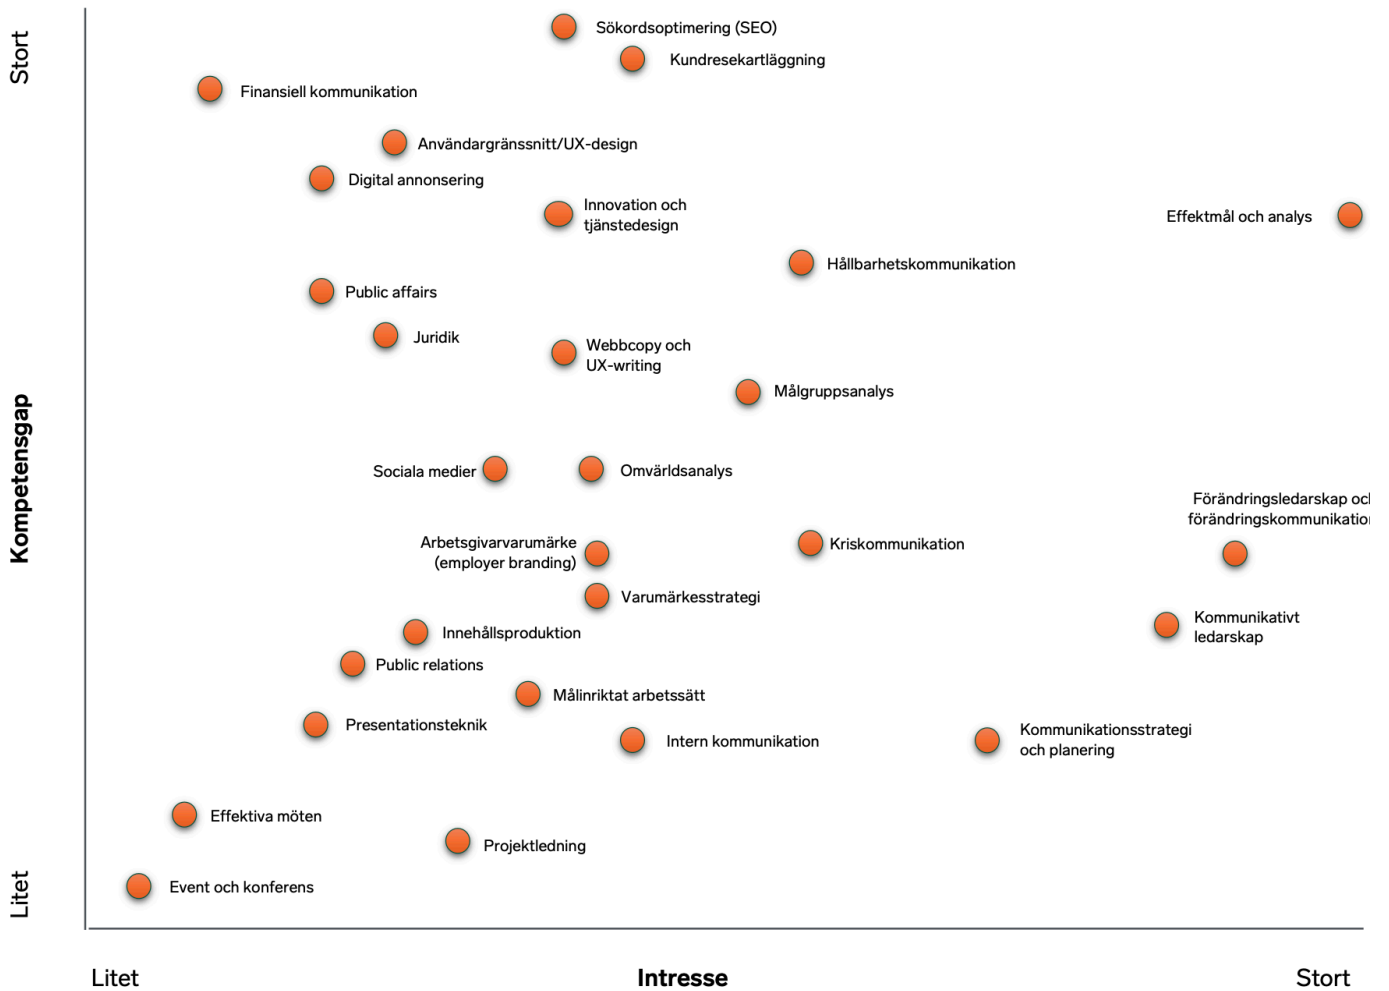 Stort
Sökordsoptimering (SEO)
Kundresekartläggning
Finansiell kommunikation
Användargränssnitt/UX-design
Digital annonsering
Innovation och
tjänstedesign
Effektmål och analys
Hållbarhetskommunikation
Public affairs
Juridik
Webbcopy och
UX-writing
Målgruppsanalys
Kompetensgap
Sociala medier
Omvärldsanalys
Förändringsledarskap oc
förändringskommunikatio
Arbetsgivarvarumärke
(employer branding)
Kriskommunikation
Varumärkesstrategi
Kommunikativt
ledarskap
Innehållsproduktion
Public relations
Målinriktat arbetssätt
Presentationsteknik
Intern kommunikation
Kommunikationsstrategi
och planering
Effektiva möten
Projektledning
Event och konferens
Litet
Litet
Intresse
Stort